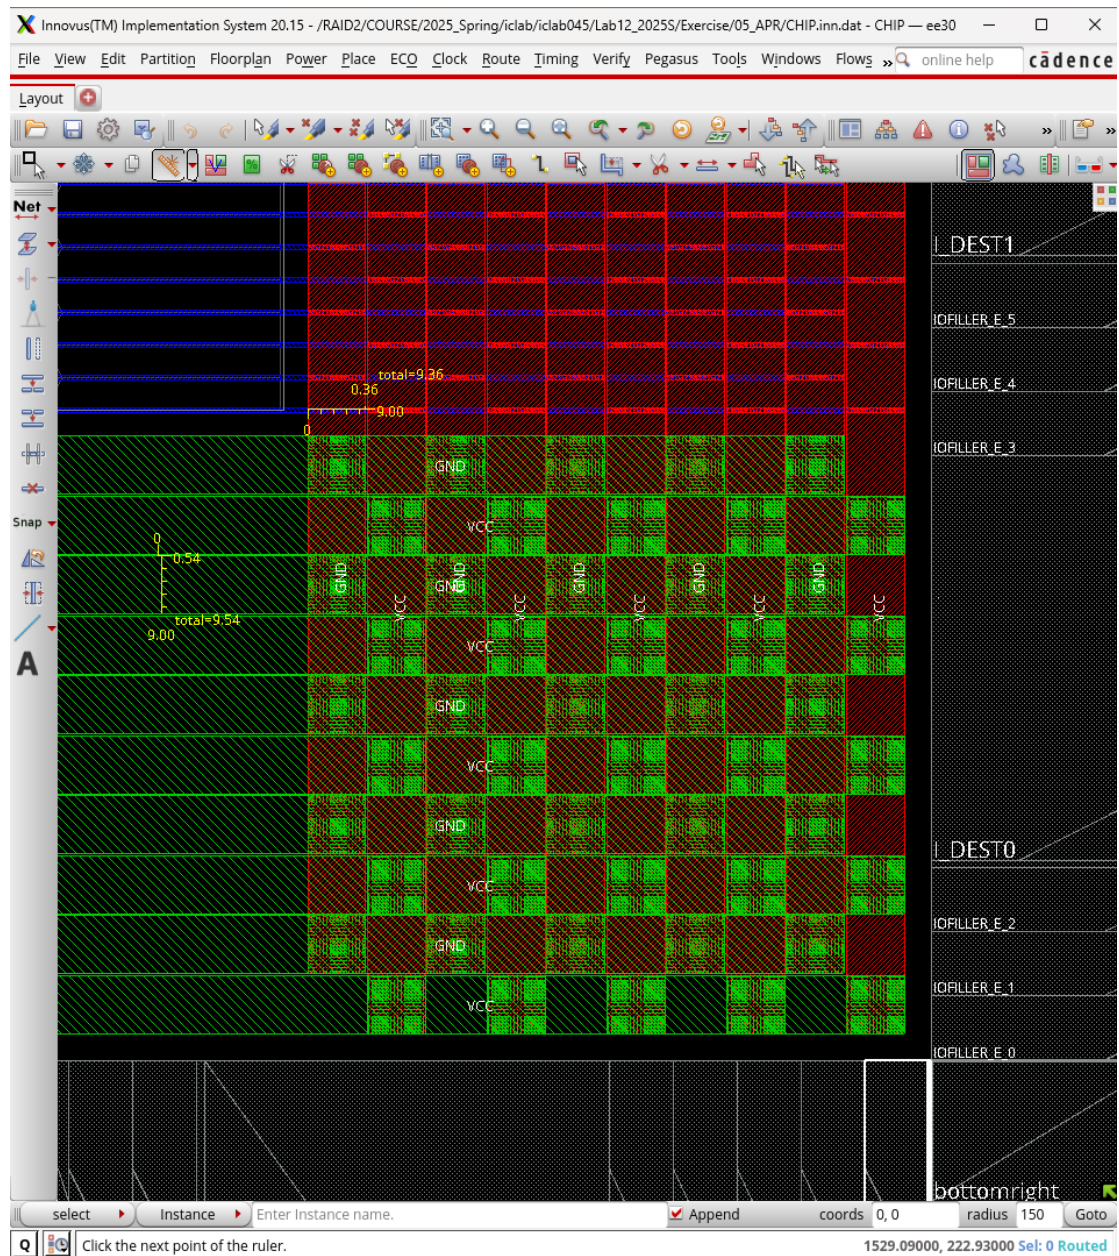 Innovus(TM) Implementation System 20.15 - /RAID2/COURSE/2025_Spring/iclab/iclab045/Lab12_2025S/Exercise/05_APR/CHIP.inn.dat - CHIP — ee30
File View Edit Partition Floorplan Power Place ECO Clock Route Timing Verify Pegasus Tools Windows Flows » online help cādence
Layout
Net
Snap
A
I_DEST1
IOFILLER_E_5
total=9.36
0.36
IOFILLER_E_4
9.00
0
IOFILLER_E_3
GND
VCC
0
0.54
GND
GND
GND
GND
GND
GND
VCC
VCC
VCC
VCC
VCC
total=9.54
9.00
VCC
GND
VCC
GND
I_DEST0
VCC
IOFILLER_E_2
GND
IOFILLER_E_1
VCC
IOFILLER_E_0
bottomright
select Instance Enter Instance name. Append coords 0, 0 radius 150 Goto
Q Click the next point of the ruler. 1529.09000, 222.93000 Sel: 0 Routed